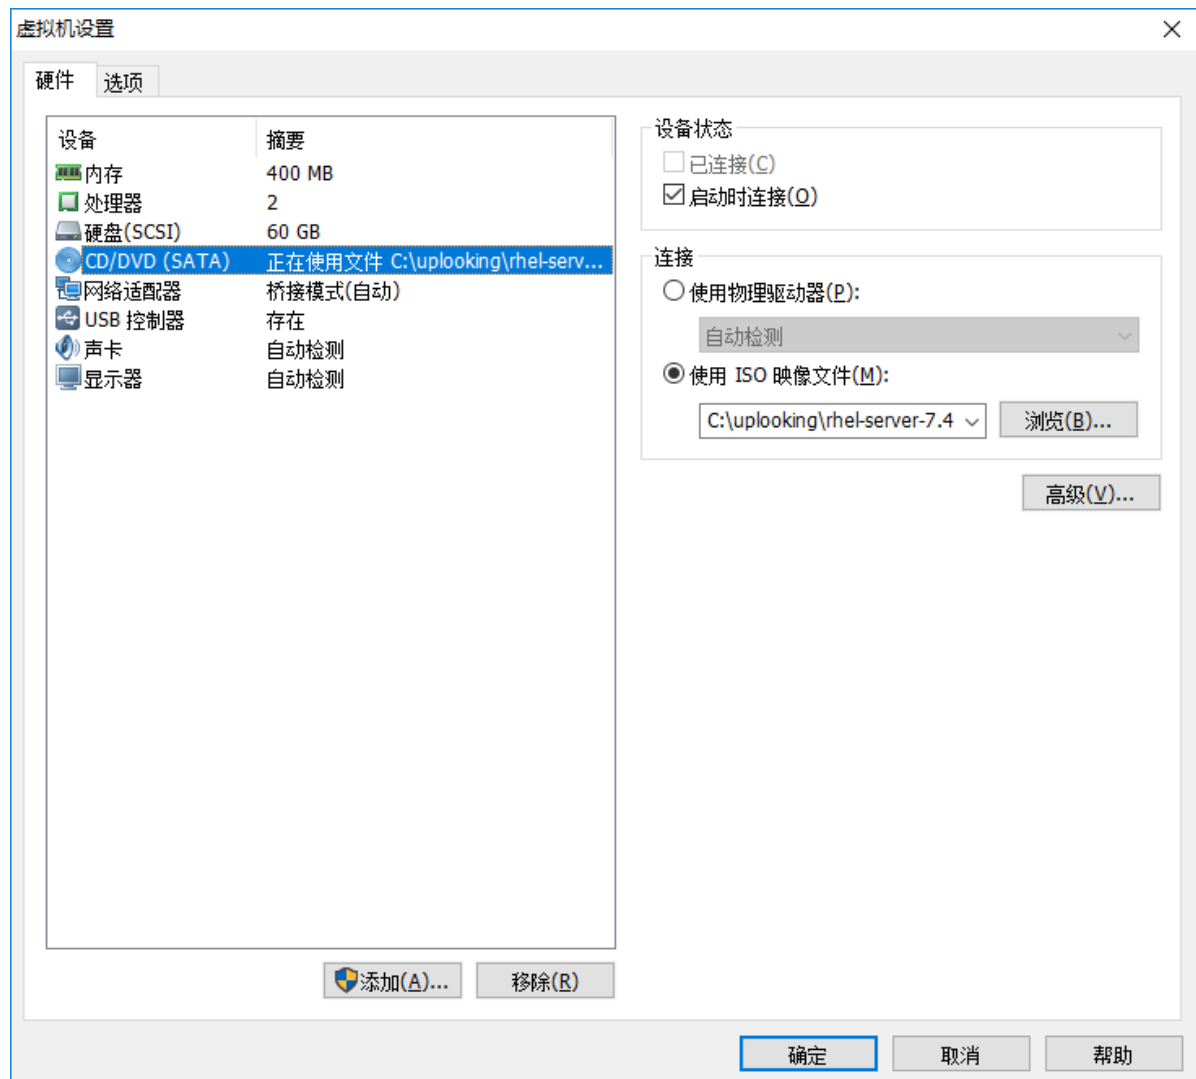 虚拟机设置
硬件 选项
设备 摘要
内存 400 MB
处理器 2
硬盘(SCSI) 60 GB
CD/DVD (SATA) 正在使用文件 C:\uplooking\rhel-serv...
网络适配器 桥接模式(自动)
USB 控制器 存在
声卡 自动检测
显示器 自动检测
添加(A)... 移除(R)
设备状态
已连接(C)
启动时连接(O)
连接
使用物理驱动器(P):
自动检测
使用 ISO 映像文件(M):
C:\uplooking\rhel-server-7.4 浏览(B)...
高级(V)...
确定 取消 帮助